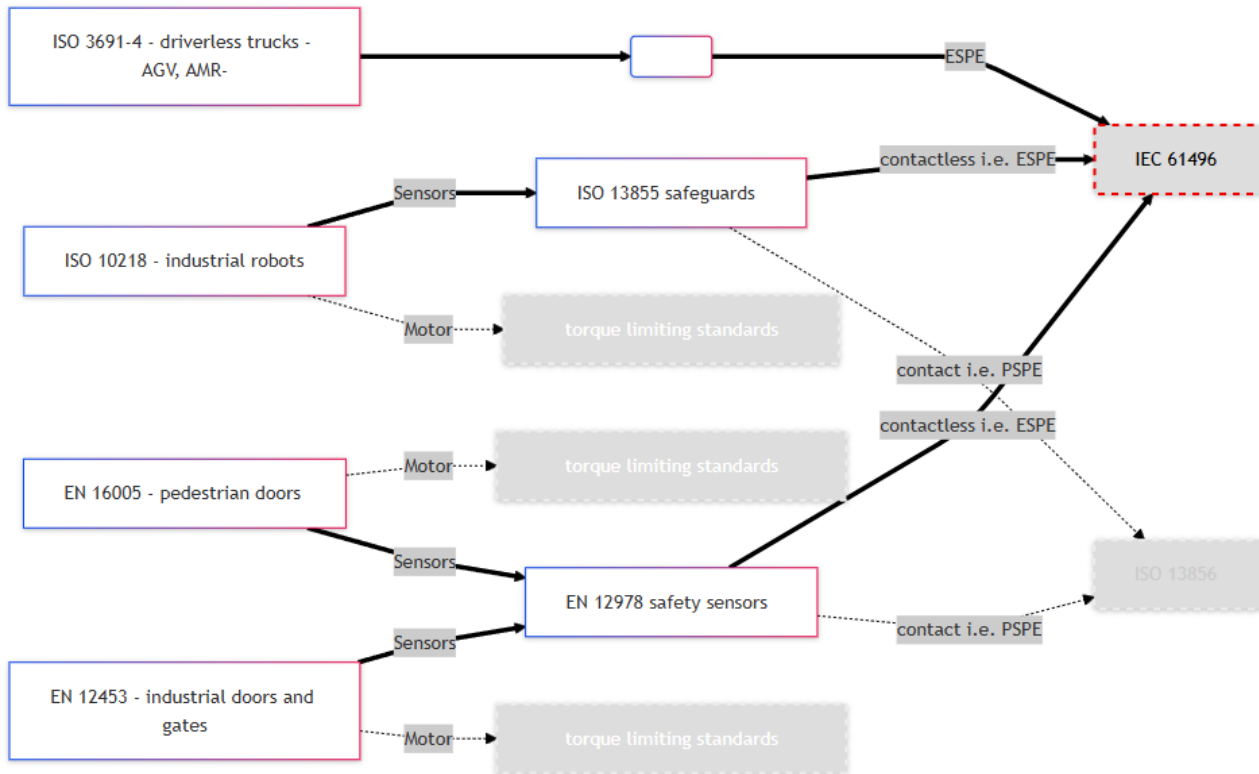 ISO 3691-4 - driverless trucks -
AGV, AMR-
ESPE
IEC 61496
contactless i.e. ESPE
Sensors
ISO 13855 safeguards
ISO 10218 - industrial robots
Motor
torque limiting standards
contact i.e. PSPE
contactless i.e. ESPE
Motor
torque limiting standards
EN 16005 - pedestrian doors
Sensors
EN 12978 safety sensors
ISO 13856
contact i.e. PSPE
Sensors
EN 12453 - industrial doors and
gates
Motor
torque limiting standards